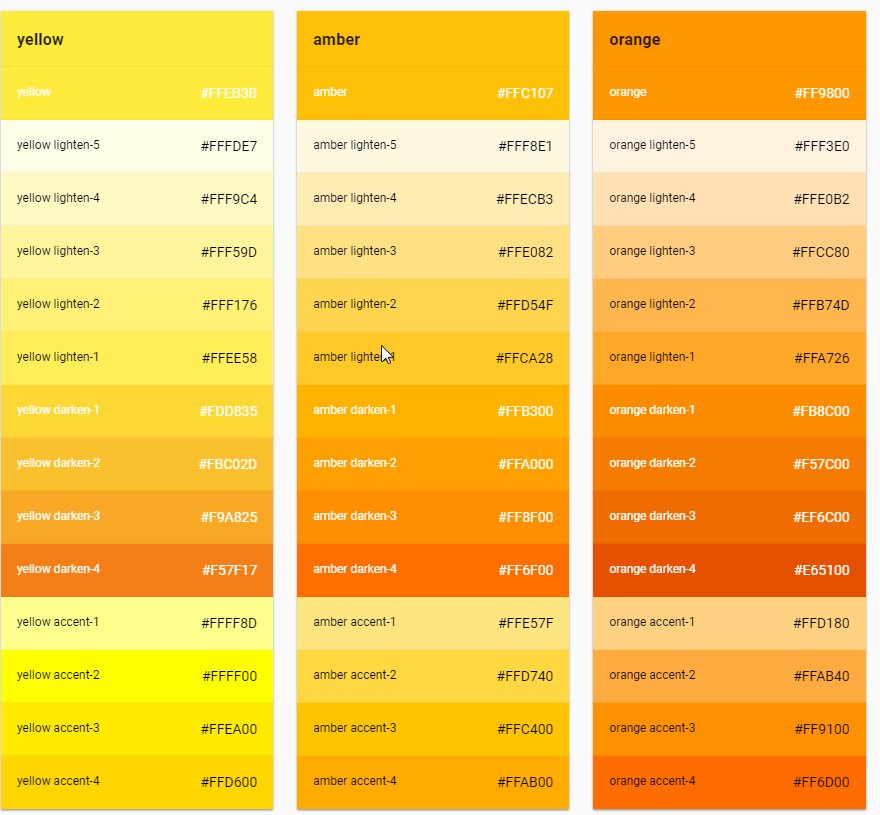 yellow
yellow #FFEB3B
yellow lighten-5 #FFFDE7
yellow lighten-4 #FFF9C4
yellow lighten-3 #FFF59D
yellow lighten-2 #FFF176
yellow lighten-1 #FFEE58
yellow darken-1 #FDD835
yellow darken-2 #FBC02D
yellow darken-3 #F9A825
yellow darken-4 #F57F17
yellow accent-1 #FFFF8D
yellow accent-2 #FFFF00
yellow accent-3 #FFEA00
yellow accent-4 #FFD600
amber
amber #FFC107
amber lighten-5 #FFF8E1
amber lighten-4 #FFECB3
amber lighten-3 #FFE082
amber lighten-2 #FFD54F
amber lighten-1 #FFCA28
amber darken-1 #FFB300
amber darken-2 #FFA000
amber darken-3 #FF8F00
amber darken-4 #FF6F00
amber accent-1 #FFE57F
amber accent-2 #FFD740
amber accent-3 #FFC400
amber accent-4 #FFAB00
orange
orange #FF9800
orange lighten-5 #FFF3E0
orange lighten-4 #FFE0B2
orange lighten-3 #FFCC80
orange lighten-2 #FFB74D
orange lighten-1 #FFA726
orange darken-1 #FB8C00
orange darken-2 #F57C00
orange darken-3 #EF6C00
orange darken-4 #E65100
orange accent-1 #FFD180
orange accent-2 #FFAB40
orange accent-3 #FF9100
orange accent-4 #FF6D00